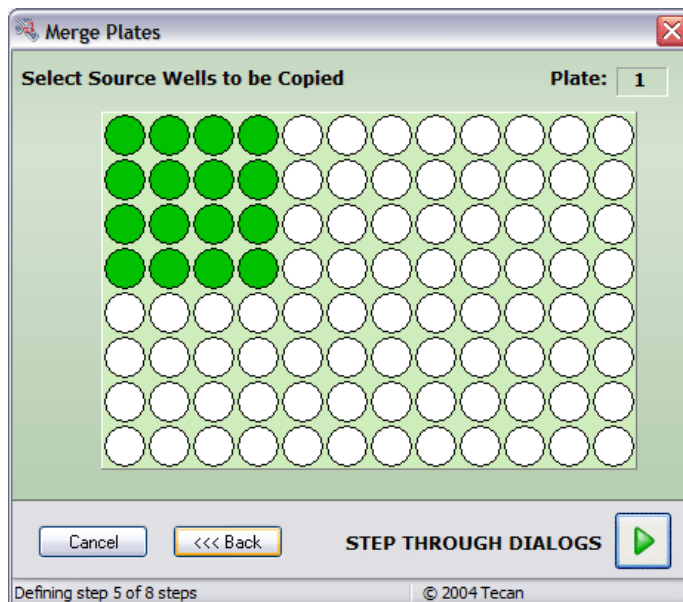 Merge Plates
Select Source Wells to be Copied Plate: 1
Cancel <<< Back STEP THROUGH DIALOGS
Defining step 5 of 8 steps © 2004 Tecan